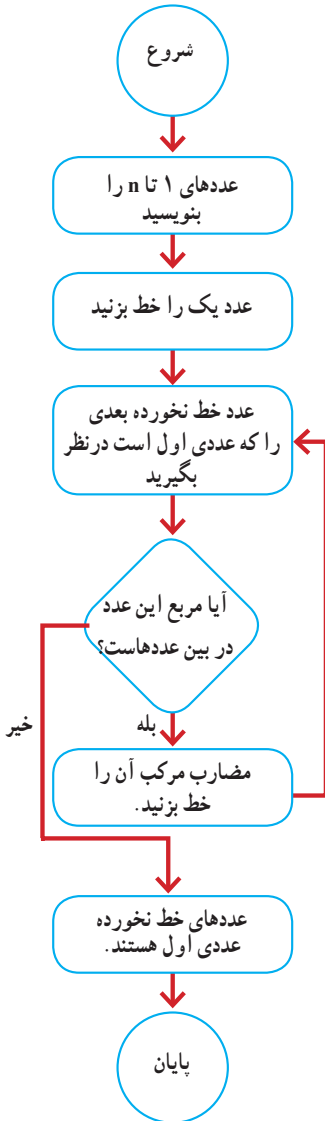 شروع
عددهای ۱ تا n را
بنویسید
عدد یک را خط بزنید
عدد خط نخورده بعدی
را که عددی اول است درنظر
بگیرید
آیا مربع این عدد
در بین عددهاست؟
بله
خیر
مضارب مرکب آن را
خط بزنید.
عددهای خط نخورده
عددی اول هستند.
پایان